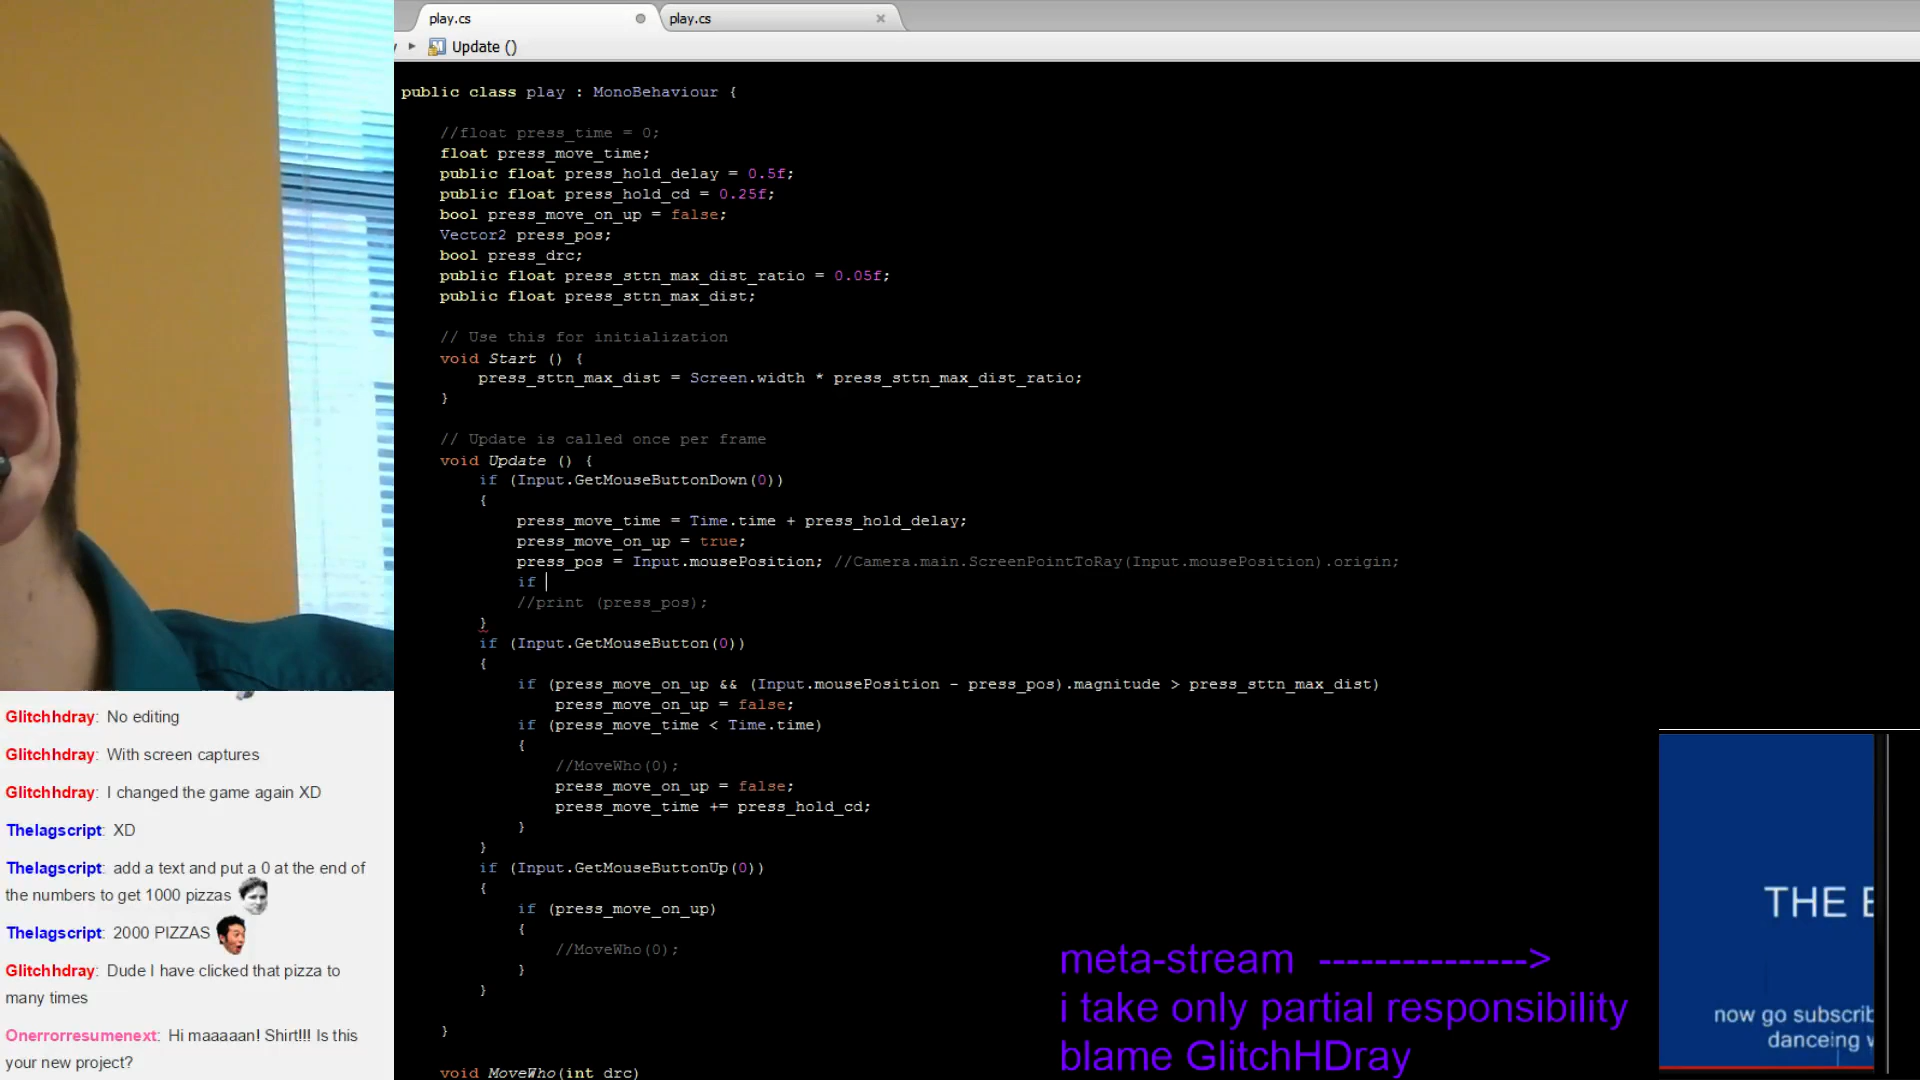 play.cs
play.cs
Update ()
public class play : MonoBehaviour {
//float press_time = 0;
float press_move_time;
public float press_hold_delay = 0.5f;
public float press_hold_cd = 0.25f;
bool press_move_on_up = false;
Vector2 press_pos;
bool press_drc;
public float press_sttn_max_dist_ratio = 0.05f;
public float press_sttn_max_dist;
// Use this for initialization
void Start () {
press_sttn_max_dist = Screen.width * press_sttn_max_dist_ratio;
}
// Update is called once per frame
void Update () {
if (Input.GetMouseButtonDown(0))
{
press_move_time = Time.time + press_hold_delay;
press_move_on_up = true;
press_pos = Input.mousePosition; //Camera.main.ScreenPointToRay(Input.mousePosition).origin;
if
//print (press_pos);
}
if (Input.GetMouseButton(0))
{
if (press_move_on_up && (Input.mousePosition - press_pos).magnitude > press_sttn_max_dist)
press_move_on_up = false;
if (press_move_time < Time.time)
{
//MoveWho(0);
press_move_on_up = false;
press_move_time += press_hold_cd;
}
}
if (Input.GetMouseButtonUp(0))
{
if (press_move_on_up)
{
//MoveWho(0);
}
}
}
void MoveWho(int drc)
Glitchhdray: No editing
Glitchhdray: With screen captures
Glitchhdray: I changed the game again XD
Thelagscript: XD
Thelagscript: add a text and put a 0 at the end of
the numbers to get 1000 pizzas
Thelagscript: 2000 PIZZAS
Glitchhdray: Dude I have clicked that pizza to
many times
Onerrorresumenext: Hi maaaaan! Shirt!!! Is this
your new project?
meta-stream --------------->
i take only partial responsibility
blame GlitchHDray
THE E
now go subscrib
danceing w